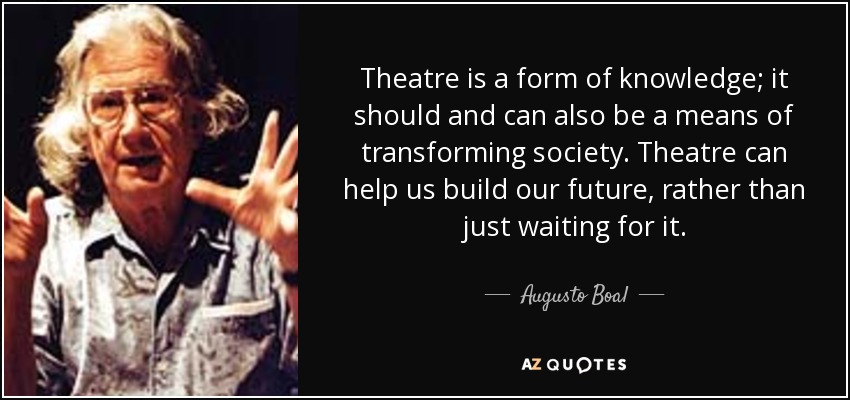 Theatre is a form of knowledge; it
should and can also be a means of
transforming society. Theatre can
help us build our future, rather than
just waiting for it.
Augusto Boal
AZ QUOTES